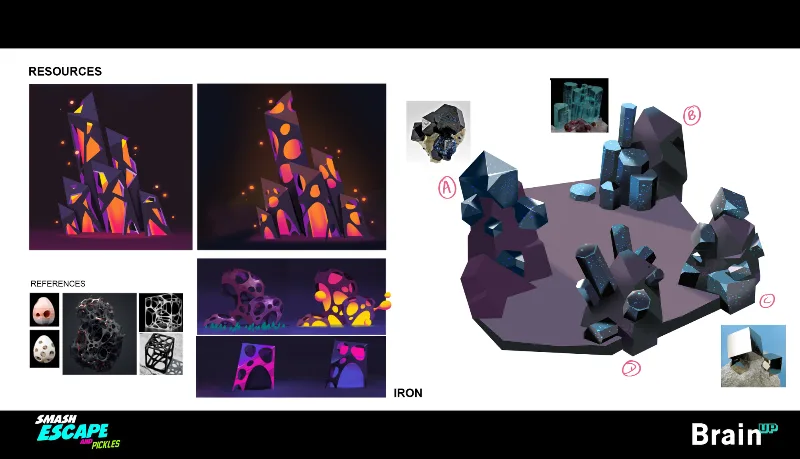 RESOURCES
REFERENCES
IRON
A
B
C
D
SMASH
ESCAPE
AND PICKLES
Brain UP